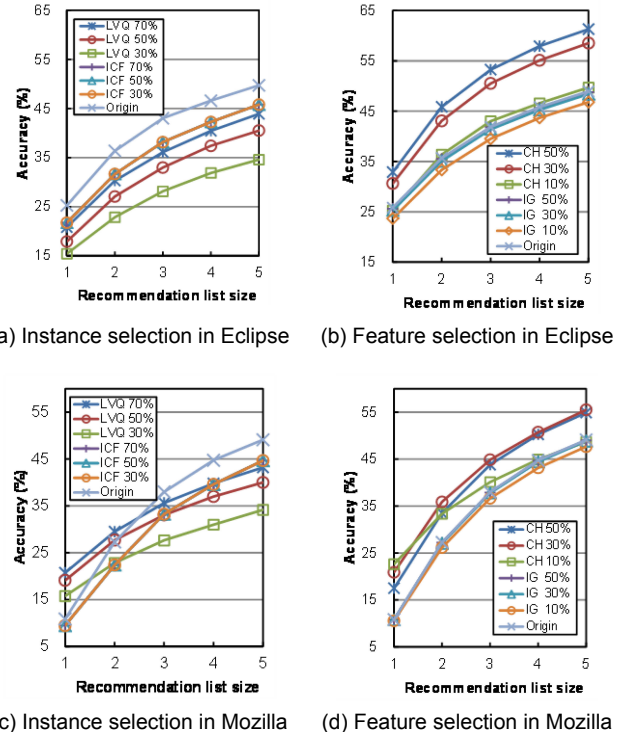 65
55
45
35
25
15
Accuracy (%)
LVQ 70%
LVQ 50%
LVQ 30%
ICF 70%
ICF 50%
ICF 30%
Origin
1 2 3 4 5
Recommendation list size
a) Instance selection in Eclipse
65
55
45
35
25
15
Accuracy (%)
CH 50%
CH 30%
CH 10%
IG 50%
IG 30%
IG 10%
Origin
1 2 3 4 5
Recommendation list size
(b) Feature selection in Eclipse
55
45
35
25
15
5
Accuracy (%)
LVQ 70%
LVQ 50%
LVQ 30%
ICF 70%
ICF 50%
ICF 30%
Origin
1 2 3 4 5
Recommendation list size
c) Instance selection in Mozilla
55
45
35
25
15
5
Accuracy (%)
CH 50%
CH 30%
CH 10%
IG 50%
IG 30%
IG 10%
Origin
1 2 3 4 5
Recommendation list size
(d) Feature selection in Mozilla